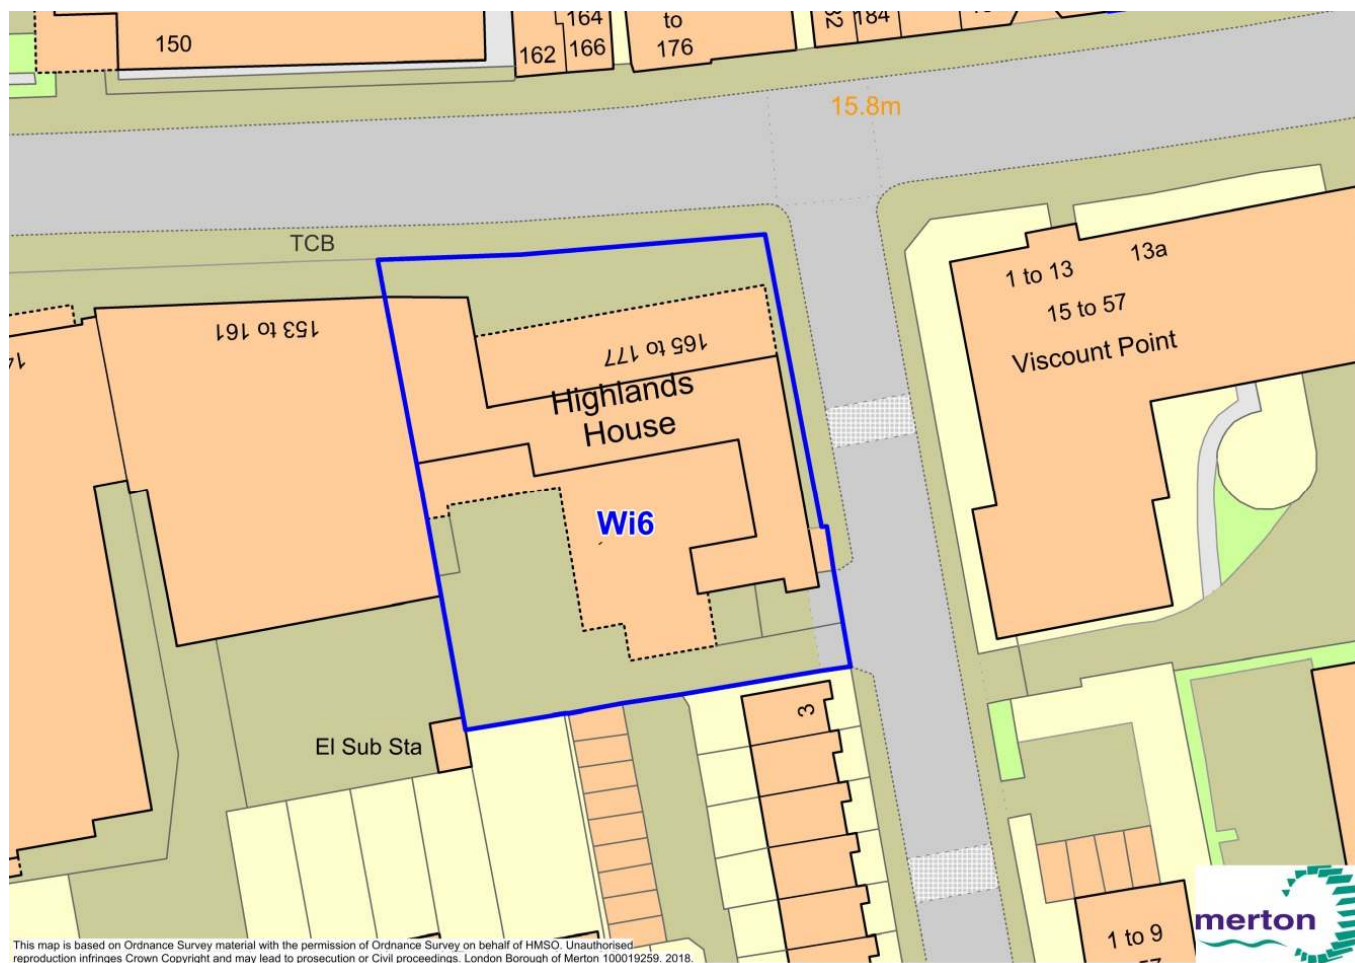 164
to
184
150
162
166
176
15.8m
TCB
13a
1 to 13
153 to 161
15 to 57
165 to 177
Viscount Point
Highlands
House
Wi6
3
El Sub Sta
merton
1 to 9
This map is based on Ordnance Survey material with the permission of Ordnance Survey on behalf of HMSO. Unauthorised
reproduction infringes Crown Copyright and may lead to prosecution or Civil proceedings. London Borough of Merton 100019259. 2018.